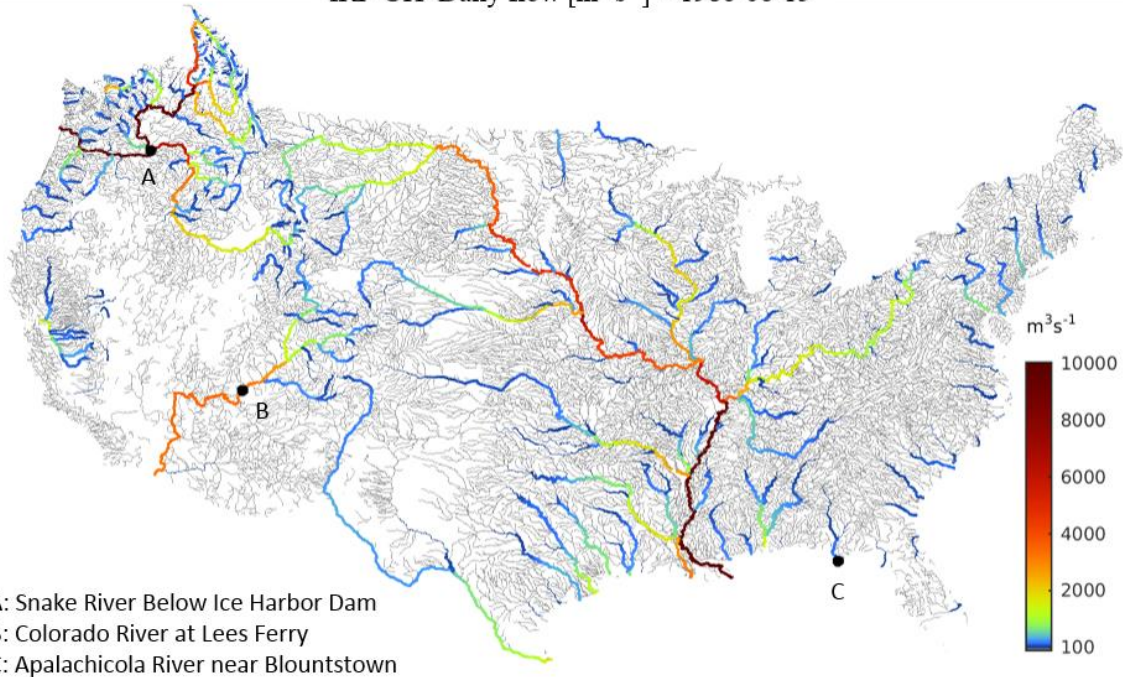 A
B
C
m³s⁻¹
10000
8000
6000
4000
2000
100
: Snake River Below Ice Harbor Dam
: Colorado River at Lees Ferry
: Apalachicola River near Blountstown